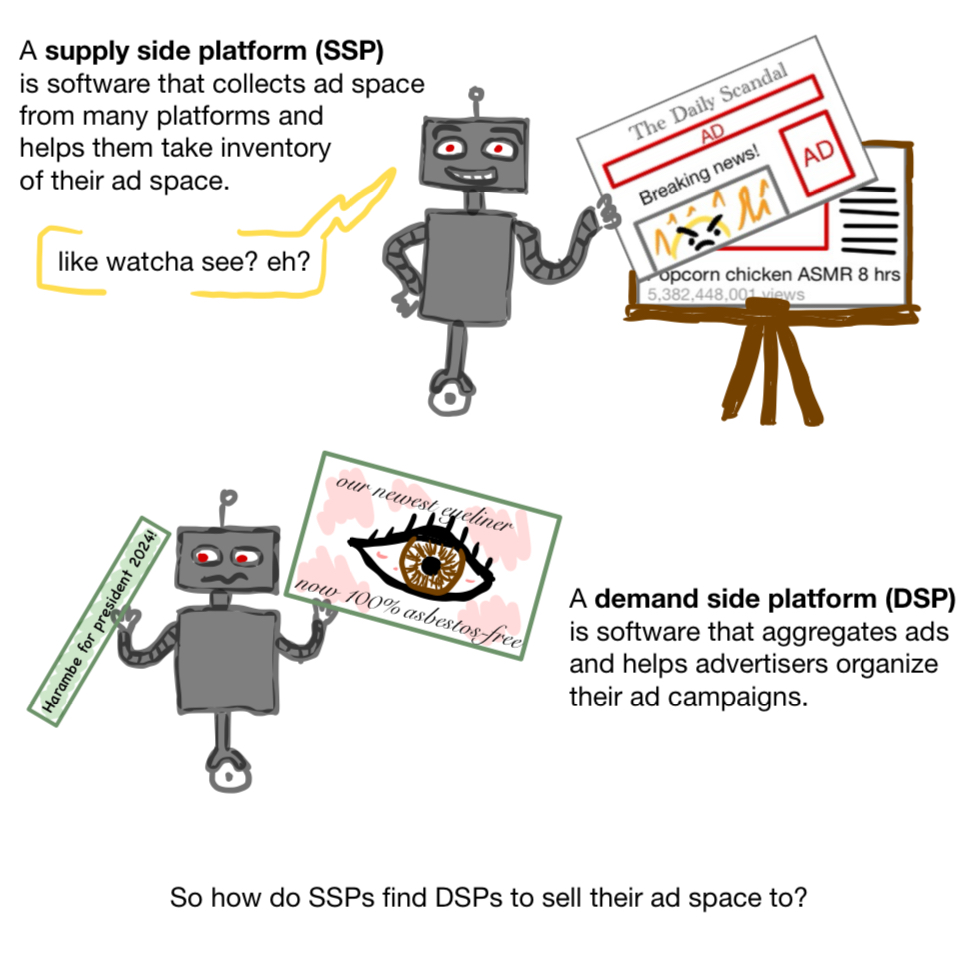 A supply side platform (SSP)
is software that collects ad space
from many platforms and
helps them take inventory
of their ad space.
like watcha see? eh?
The Daily Scandal
AD
AD
Breaking news!
opcorn chicken ASMR 8 hrs
5,382,448,001 views
Harambe for president 2024!
our newest eyeliner
now 100% asbestos-free
A demand side platform (DSP)
is software that aggregates ads
and helps advertisers organize
their ad campaigns.
So how do SSPs find DSPs to sell their ad space to?